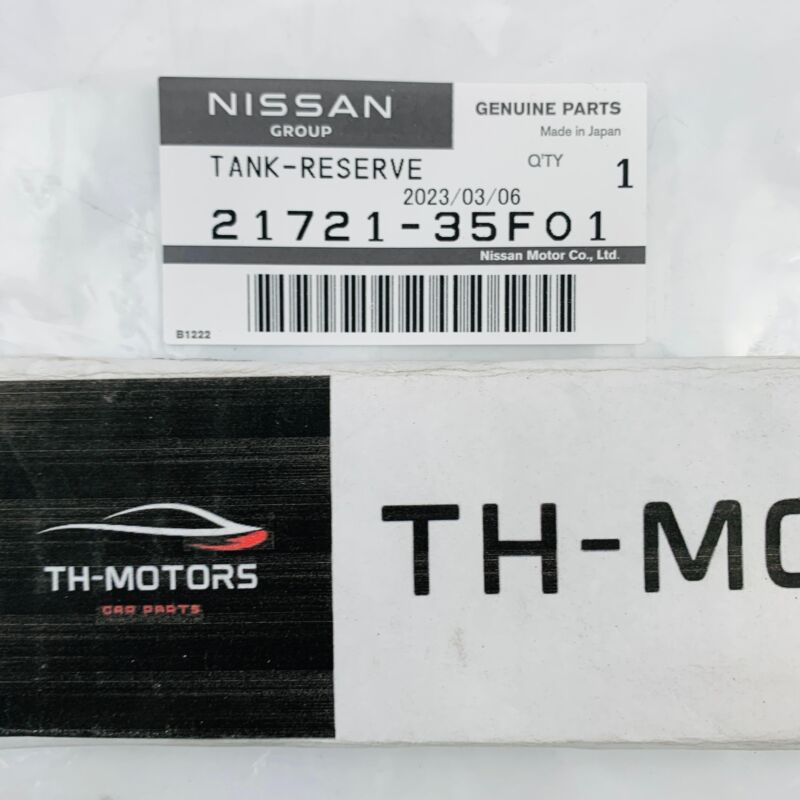 NISSAN
GROUP
GENUINE PARTS
Made in Japan
TANK-RESERVE
Q'TY
1
2023/03/06
21721-35F01
Nissan Motor Co., Ltd.
B1222
TH-MOTORS
CAR PARTS
TH-MO